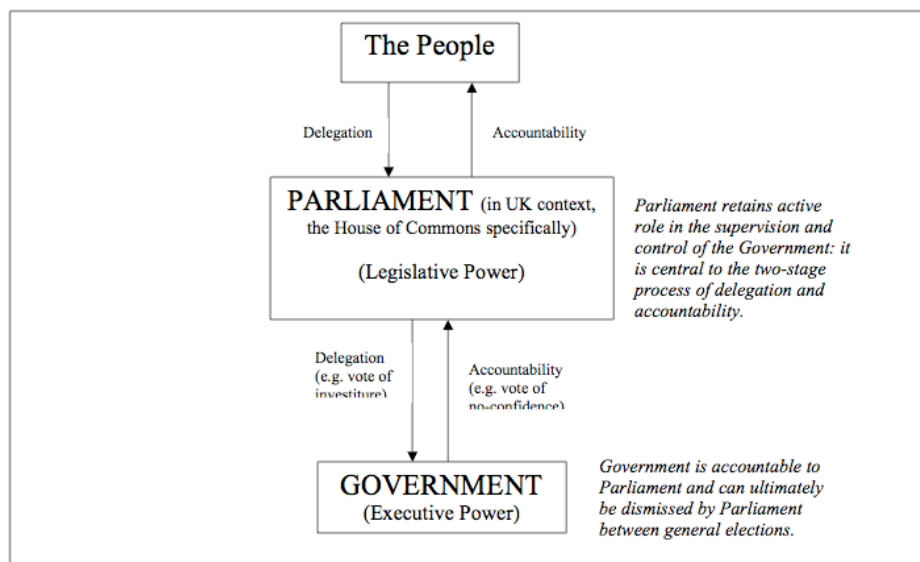 The People
Delegation
Accountability
PARLIAMENT (in UK context,
the House of Commons specifically)
(Legislative Power)
Parliament retains active
role in the supervision and
control of the Government: it
is central to the two-stage
process of delegation and
accountability.
Delegation
(e.g. vote of
investiture)
Accountability
(e.g. vote of
no-confidence)
GOVERNMENT
(Executive Power)
Government is accountable to
Parliament and can ultimately
be dismissed by Parliament
between general elections.